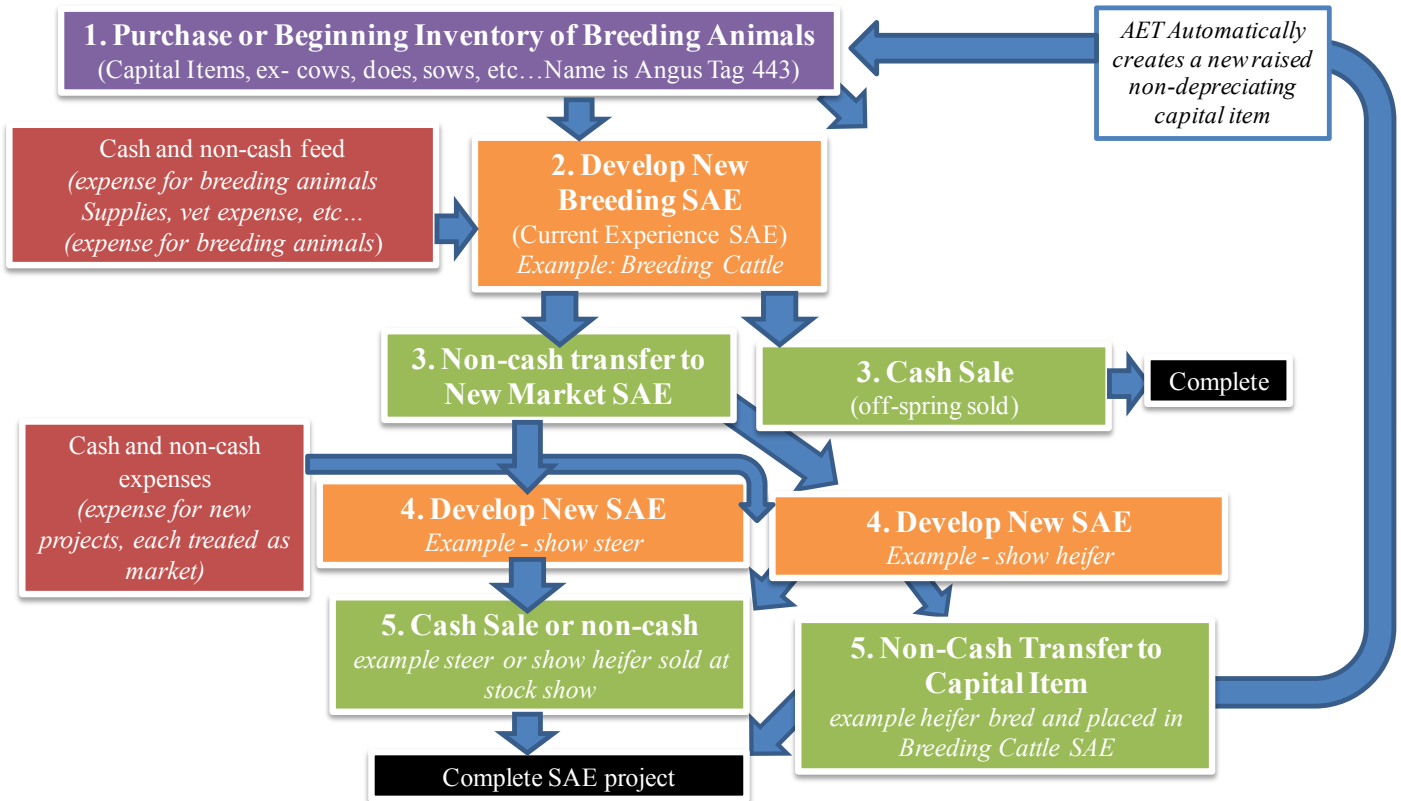 1. Purchase or Beginning Inventory of Breeding Animals
(Capital Items, ex- cows, does, sows, etc…Name is Angus Tag 443)
AET Automatically
creates a new raised
non-depreciating
capital item
Cash and non-cash feed
(expense for breeding animals
Supplies, vet expense, etc…
(expense for breeding animals)
2. Develop New
Breeding SAE
(Current Experience SAE)
Example: Breeding Cattle
3. Non-cash transfer to
New Market SAE
3. Cash Sale
(off-spring sold)
Complete
Cash and non-cash
expenses
(expense for new
projects, each treated as
market)
4. Develop New SAE
Example - show steer
4. Develop New SAE
Example - show heifer
5. Cash Sale or non-cash
example steer or show heifer sold at
stock show
5. Non-Cash Transfer to
Capital Item
example heifer bred and placed in
Breeding Cattle SAE
Complete SAE project